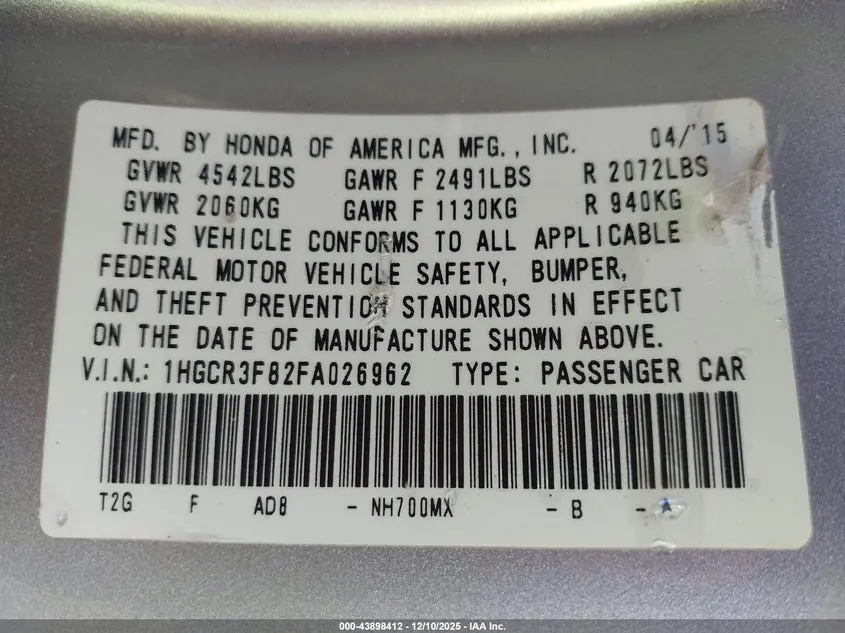 MFD. BY HONDA OF AMERICA MFG., INC. 04/'15
GVWR 4542LBS GAWR F 2491LBS R 2072LBS
GVWR 2060KG GAWR F 1130KG R 940KG
THIS VEHICLE CONFORMS TO ALL APPLICABLE
FEDERAL MOTOR VEHICLE SAFETY, BUMPER,
AND THEFT PREVENTION STANDARDS IN EFFECT
ON THE DATE OF MANUFACTURE SHOWN ABOVE.
V.I.N.: 1HGCR3F82FA026962 TYPE: PASSENGER CAR
T2G F AD8 - NH700MX - B - A
000-43898412 - 12/10/2025 - IAA Inc.